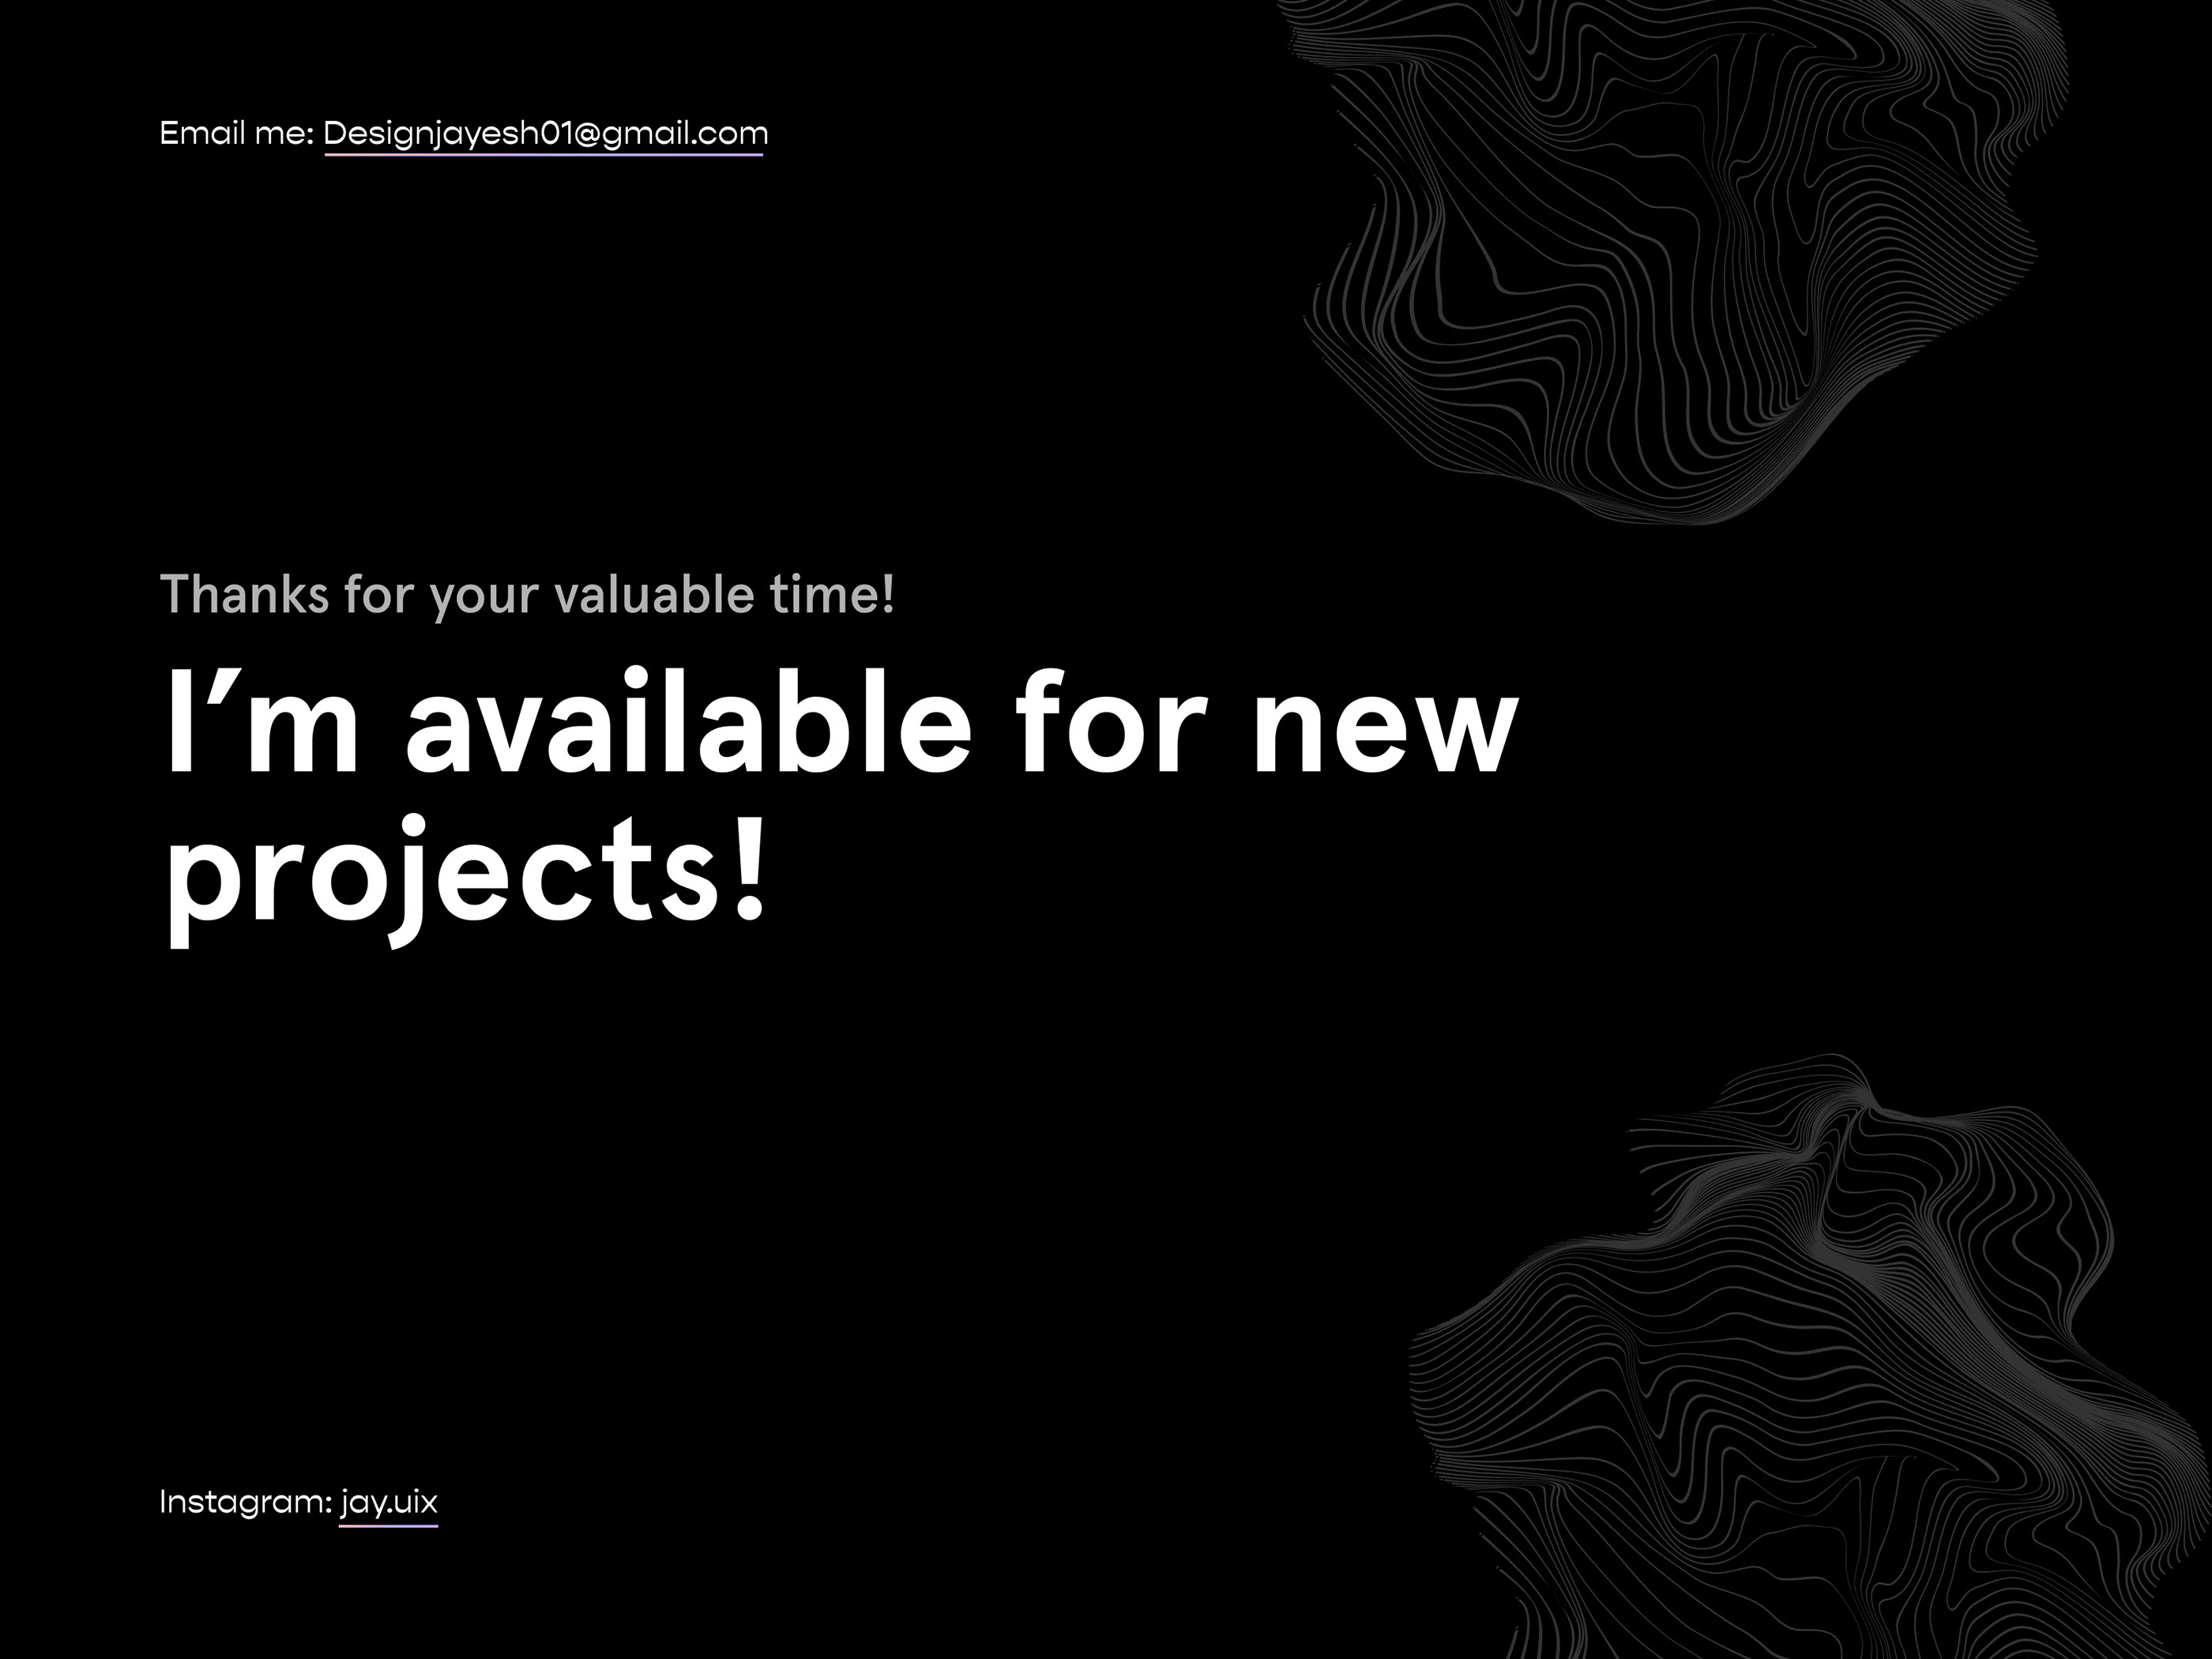 Email me: Designjayesh01@gmail.com
Thanks for your valuable time!
I’m available for new
projects!
Instagram: jay.uix